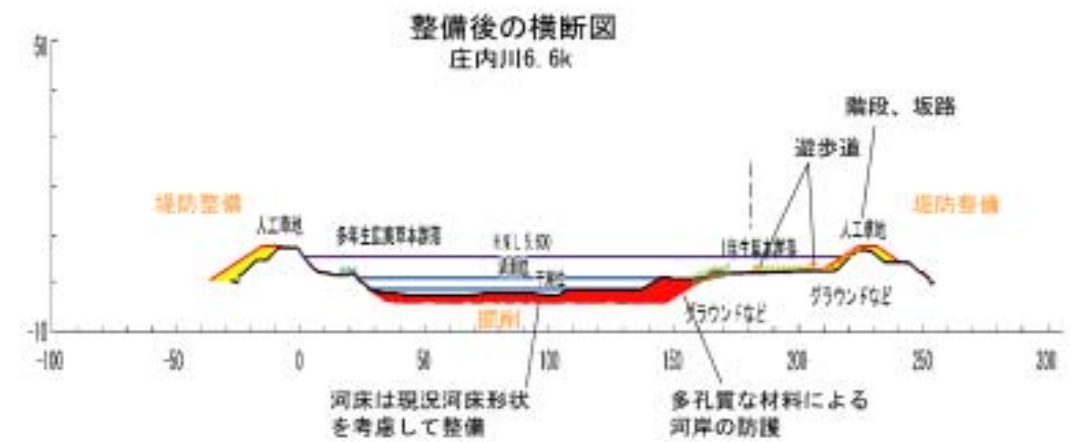 整備後の横断図
庄内川6.6k
50
階段、坂路
遊歩道
堤防整備
堤防整備
人工草地
人工草地
多年生広葉草本群落
H.W.L 5.600
干潮位
グラウンドなど
グラウンドなど
-10
-100
-50
0
50
100
150
200
250
300
河床は現況河床形状
を考慮して整備
多孔質な材料による
河岸の防護